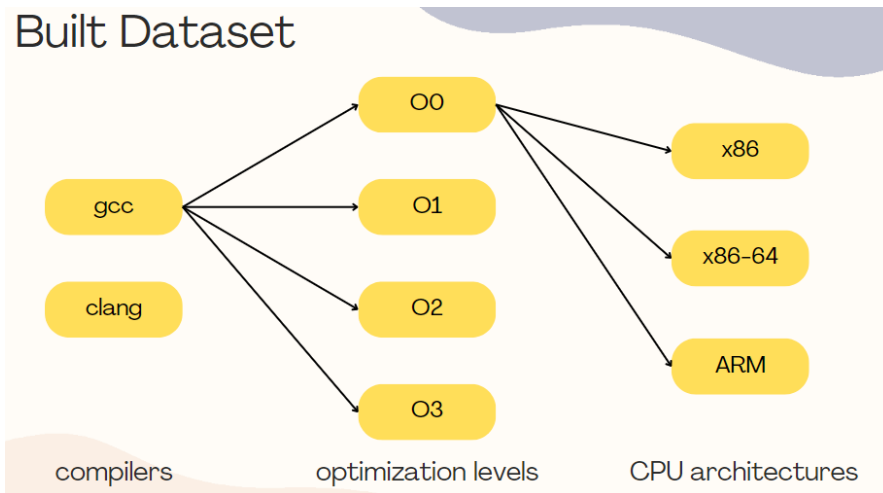 Built Dataset
gcc
clang
O0
O1
O2
O3
x86
x86-64
ARM
compilers
optimization levels
CPU architectures